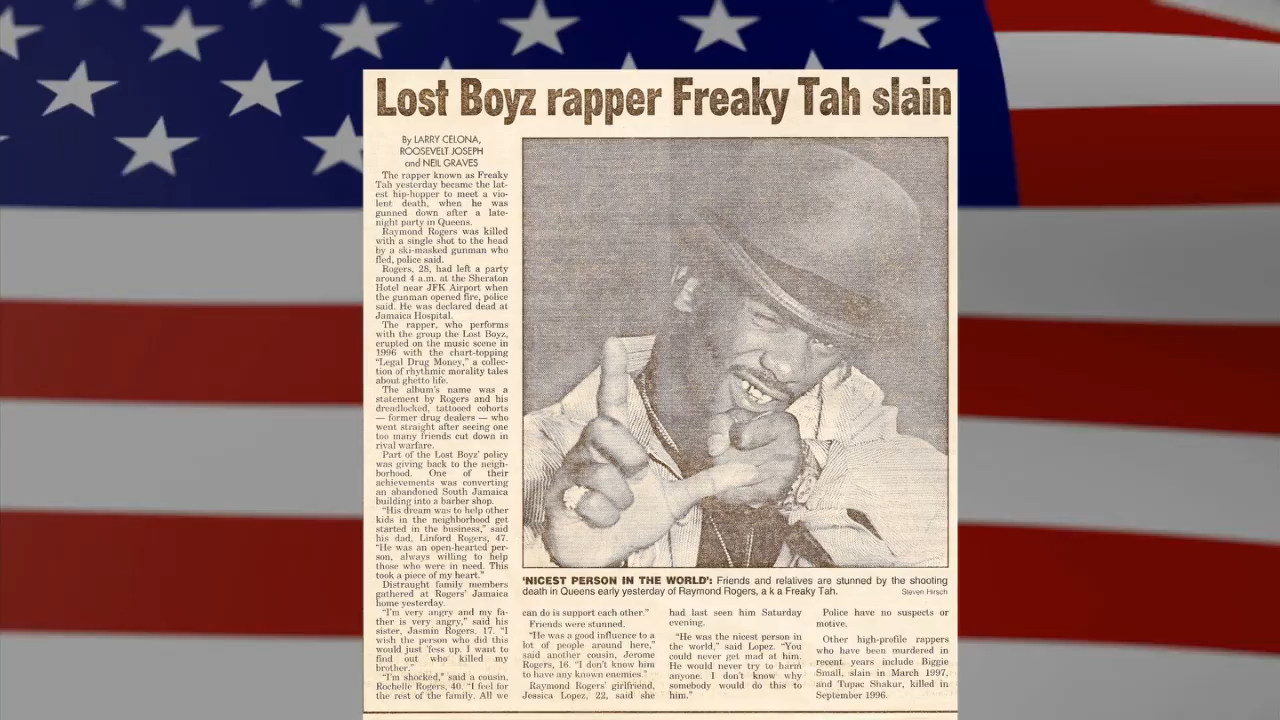 Lost Boyz rapper Freaky Tah slain
By LARRY CELONA,
ROOSEVELT JOSEPH
and NEIL GRAVES
The rapper known as Freaky
Tah yesterday became the lat-
est hip-hopper to meet a vio-
lent death, when he was
gunned down after a late-
night party in Queens.
Raymond Rogers was killed
with a single shot to the head
by a ski-masked gunman who
fled, police said.
Rogers, 28, had left a party
around 4 a.m. at the Sheraton
Hotel near JFK Airport when
the gunman opened fire, police
said. He was declared dead at
Jamaica Hospital.
The rapper, who performs
with the group the Lost Boyz,
erupted on the music scene in
1996 with the chart-topping
"Legal Drug Money," a collec-
tion of rhythmic morality tales
about ghetto life.
The album's name was a
statement by Rogers and his
dreadlocked, tattooed cohorts
— former drug dealers — who
went straight after seeing one
too many friends cut down in
rival warfare.
Part of the Lost Boyz' policy
was giving back to the neigh-
borhood. One of their
achievements was converting
an abandoned South Jamaica
building into a barber shop.
"His dream was to help other
kids in the neighborhood get
started in the business," said
his dad, Linford Rogers, 47.
"He was an open-hearted per-
son, always willing to help
those who were in need. This
took a piece of my heart."
Distraught family members
gathered at Rogers' Jamaica
home yesterday.
"I'm very angry and my fa-
ther is very angry," said his
sister, Jasmin Rogers, 17. "I
wish the person who did this
would just 'fess up. I want to
find out who killed my
brother."
"I'm shocked," said a cousin,
Rochelle Rogers, 40. "I feel for
the rest of the family. All we
'NICEST PERSON IN THE WORLD': Friends and relatives are stunned by the shooting
death in Queens early yesterday of Raymond Rogers, a k a Freaky Tah.
Steven Hirsch
can do is support each other."
Friends were stunned.
"He was a good influence to a
lot of people around here,"
said another cousin, Jerome
Rogers, 16. "I don't know him
to have any known enemies."
Raymond Rogers' girlfriend,
Jessica Lopez, 22, said she
had last seen him Saturday
evening.
"He was the nicest person in
the world," said Lopez. "You
could never get mad at him.
He would never try to harm
anyone. I don't know why
somebody would do this to
him."
Police have no suspects or
motive.
Other high-profile rappers
who have been murdered in
recent years include Biggie
Small, slain in March 1997,
and Tupac Shakur, killed in
September 1996.